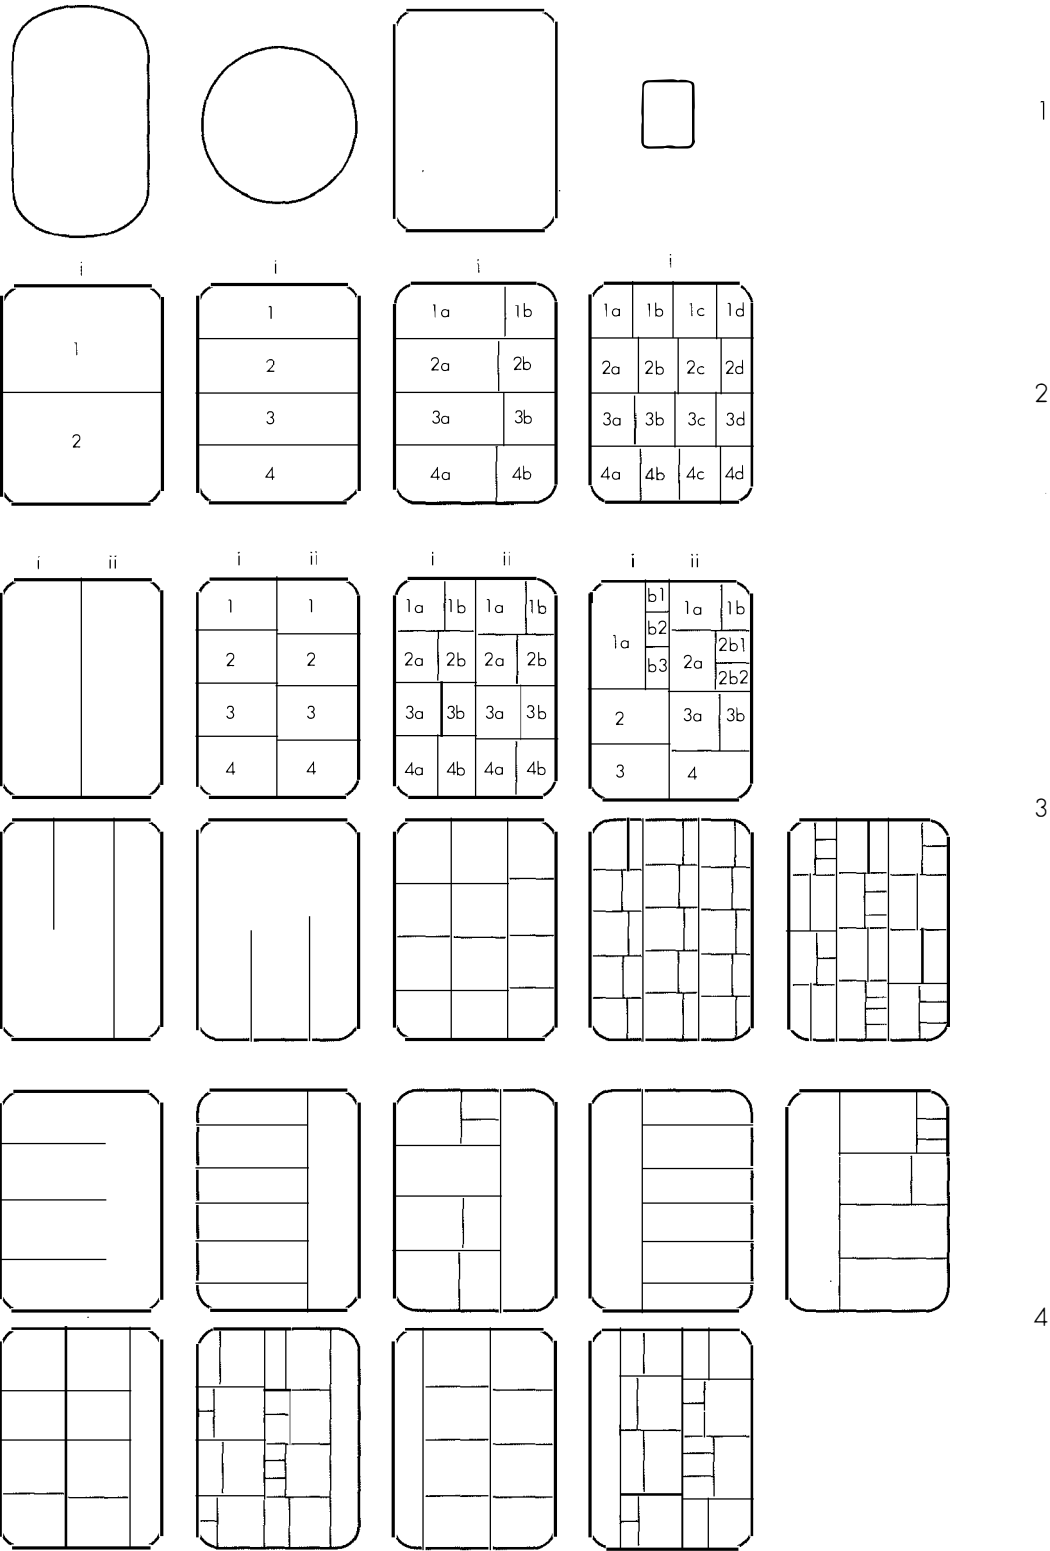 1
i i i i
1 1 1a 1b 1a 1b 1c 1d
2 2a 2b 2a 2b 2c 2d
2
2 3 3a 3b 3a 3b 3c 3d
4 4a 4b 4a 4b 4c 4d
i ii i ii i ii i ii
1 1 1a 1b 1a 1b b1 1a 1b
b2
1a 2b1
2 2 2a 2b 2a 2b b3 2a
2b2
3 3 3a 3b 3a 3b 2 3a 3b
4 4 4a 4b 4a 4b 3 4
3
4